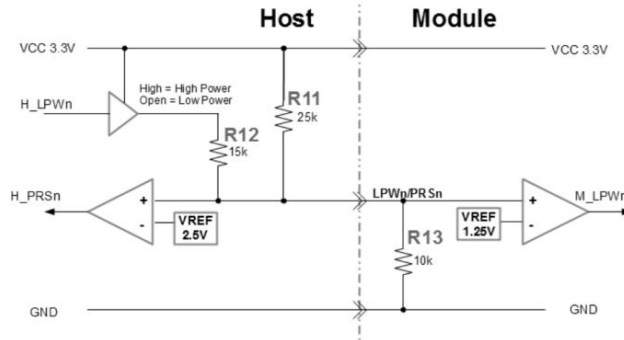 Host
Module
VCC 3.3V
VCC 3.3V
High = High Power
Open = Low Power
H_LPWn
R11
25k
R12
15k
H_PRSn
LPWn/PRSn
M_LPWn
+
-
VREF
2.5V
+
-
VREF
1.25V
R13
10k
GND
GND